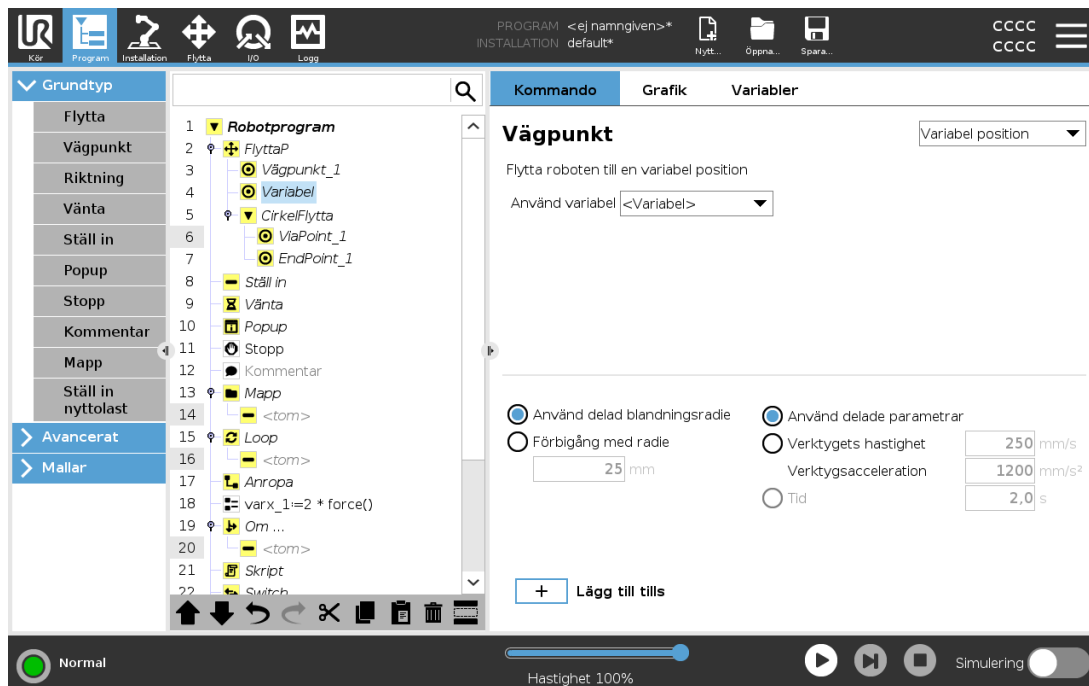 PROGRAM <ej namngiven>*
INSTALLATION default*
Kör
Program
Installation
Flytta
I/O
Logg
Nytt...
Öppna...
Spara...
CCCC
CCCC
Grundtyp
Flytta
Vägpunkt
Riktning
Vänta
Ställ in
Popup
Stopp
Kommentar
Mapp
Ställ in
nyttolast
Avancerat
Mallar
1 Robotprogram
2 FlyttaP
3 Vägpunkt_1
4 Variabel
5 CirkelFlytta
6 ViaPoint_1
7 EndPoint_1
8 Ställ in
9 Vänta
10 Popup
11 Stopp
12 Kommentar
13 Mapp
14 <tom>
15 Loop
16 <tom>
17 Anropa
18 varx_1:=2 * force()
19 Om ...
20 <tom>
21 Skript
22 Switch
Kommando
Grafik
Variabler
Vägpunkt
Variabel position
Flytta roboten till en variabel position
Använd variabel <Variabel>
Använd delad blandningsradie
Förbigång med radie
25 mm
Använd delade parametrar
Verktygets hastighet 250 mm/s
Verktygsacceleration 1200 mm/s²
Tid 2,0 s
+ Lägg till tills
Normal
Hastighet 100%
Simulering